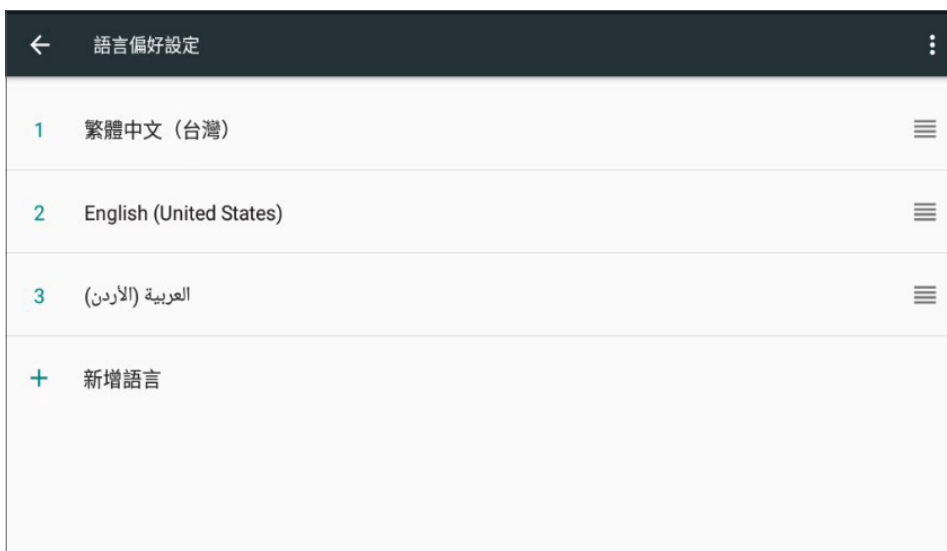 語言偏好設定
1 繁體中文（台灣）
2 English (United States)
3 العربية (الأردن)
+ 新增語言